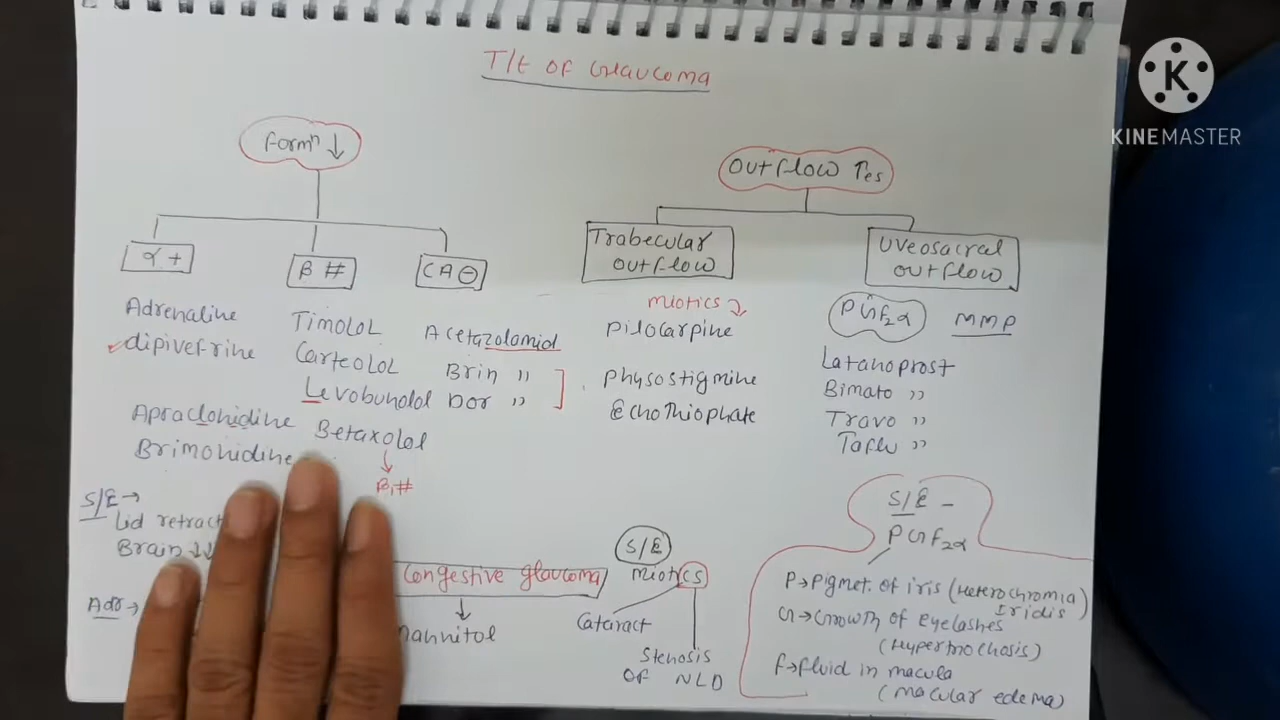 T/t OF GLAUCOMA
K
KINEMASTER
Formⁿ ↓
α +
β #
CA ⊖
Adrenaline
✓dipivefrine
Apraclonidine
Brimonidine
Timolol
Carteolol
Levobunolol
Betaxolol
↓
β₁#
Acetazolamid
Brin 〃
Dor 〃
S/E →
Lid retract
Brain ↓↓
Adr →
Congestive glaucoma
↓
mannitol
Outflow ↑es
Trabecular
outflow
miotics
Pilocarpine
Physostigmine
Echothiophate
Uveosacral
outflow
PGF₂α MMP
Latanoprost
Bimato 〃
Travo 〃
Taflu 〃
S/E
miotics
Cataract
Stenosis
OF NLD
S/E -
PGF₂α
P→Pigmet. of iris (Heterochromia
Iridis)
G→Growth of eyelashes
(Hypertrichosis)
F→fluid in macula
(macular edema)